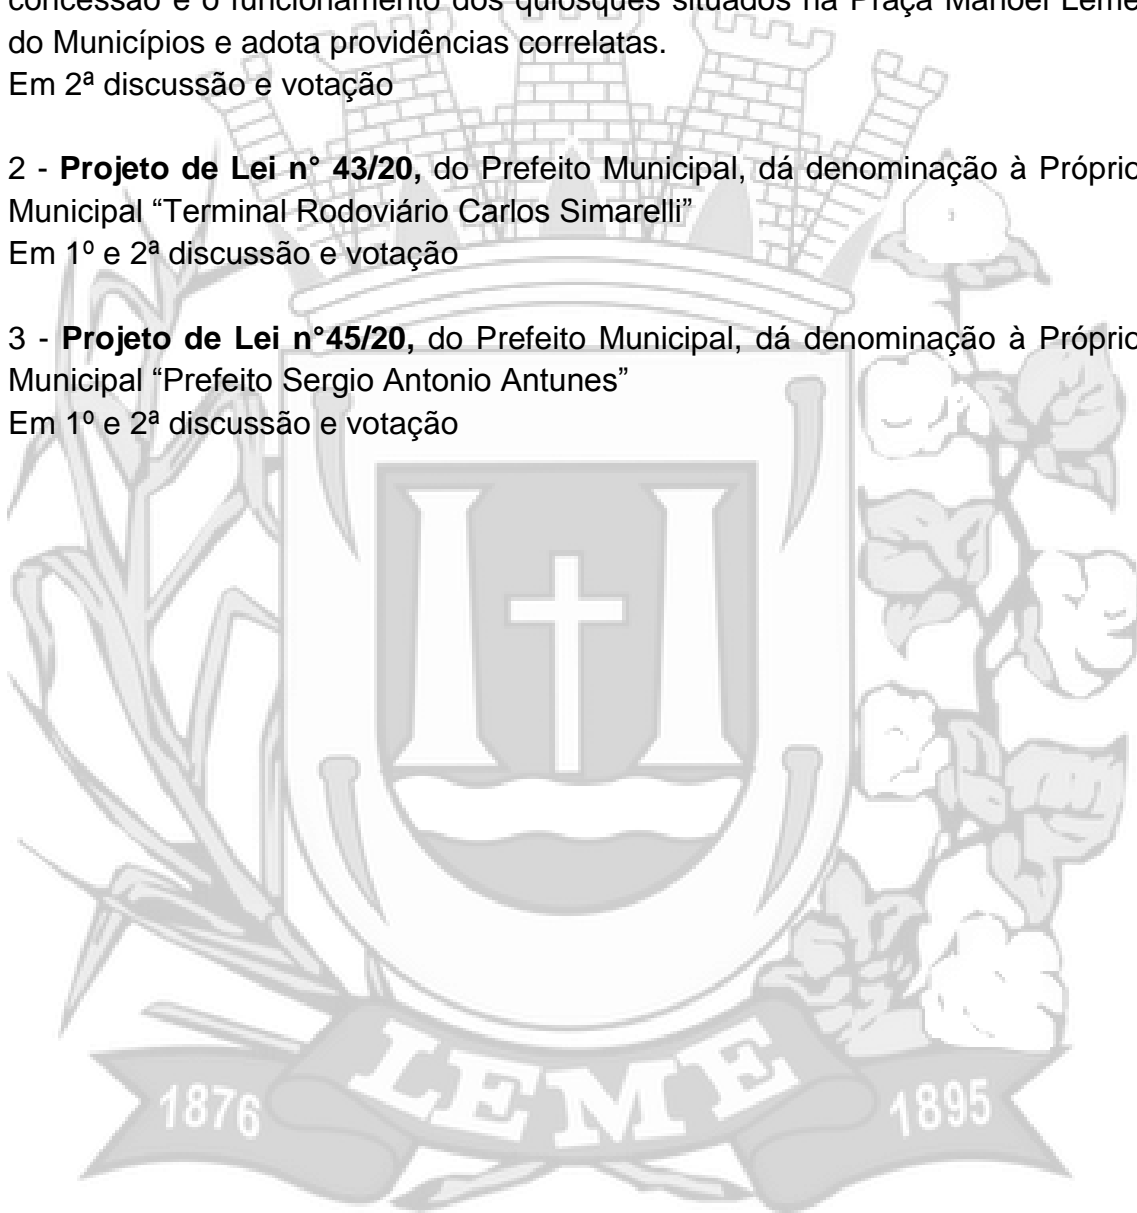 concessão e o funcionamento dos quiosques situados na Praça Manoel Leme
do Municípios e adota providências correlatas.
Em 2ª discussão e votação
2 - Projeto de Lei n° 43/20, do Prefeito Municipal, dá denominação à Próprio
Municipal “Terminal Rodoviário Carlos Simarelli”
Em 1º e 2ª discussão e votação
3 - Projeto de Lei n°45/20, do Prefeito Municipal, dá denominação à Próprio
Municipal “Prefeito Sergio Antonio Antunes”
Em 1º e 2ª discussão e votação
1876 LEME 1895